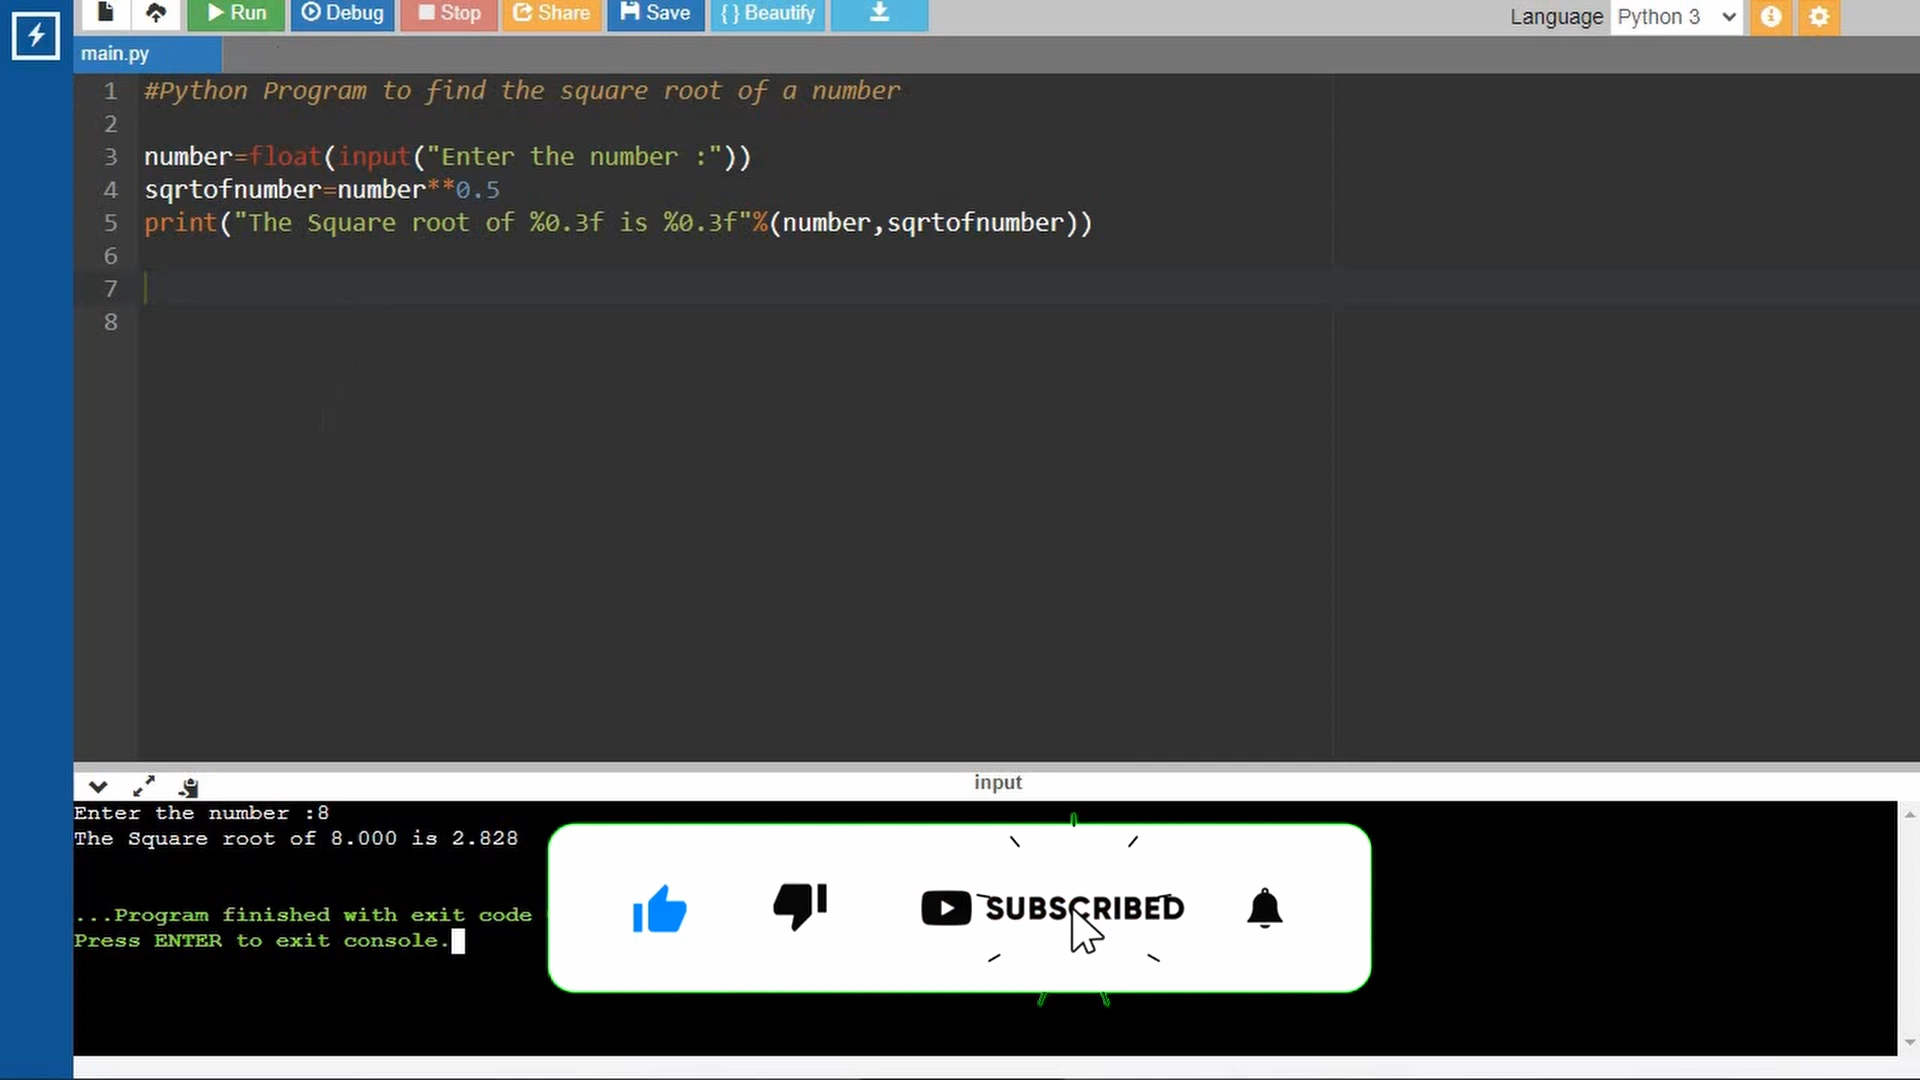 Run Debug Stop Share Save { } Beautify Language Python 3
main.py
1 #Python Program to find the square root of a number
2
3 number=float(input("Enter the number :"))
4 sqrtofnumber=number**0.5
5 print("The Square root of %0.3f is %0.3f"%(number,sqrtofnumber))
6
7
8
input
Enter the number :8
The Square root of 8.000 is 2.828
...Program finished with exit code
Press ENTER to exit console.
SUBSCRIBED